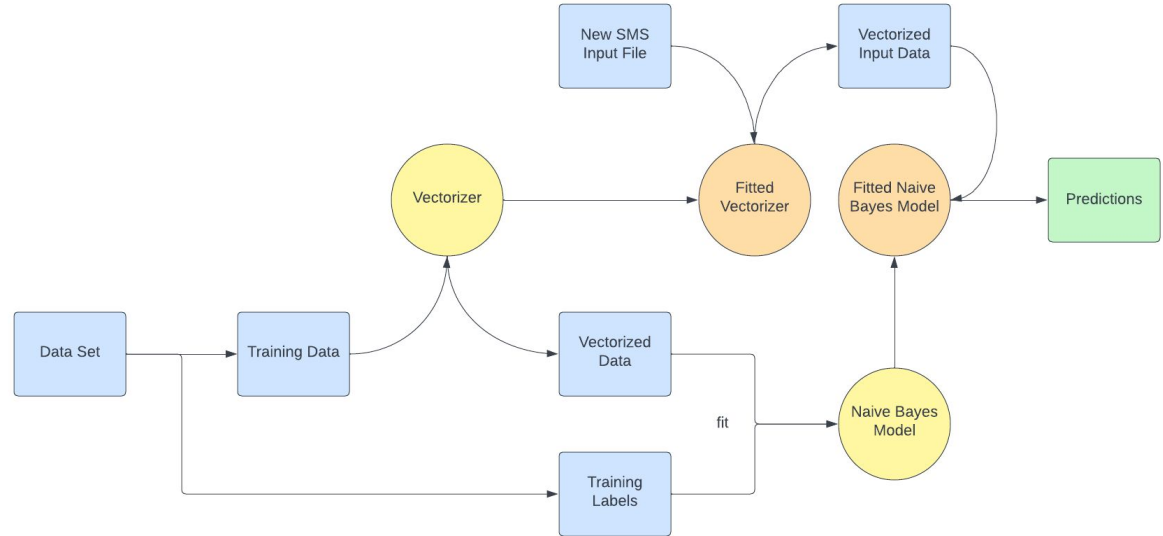 New SMS
Input File
Vectorized
Input Data
Vectorizer
Fitted
Vectorizer
Fitted Naive
Bayes Model
Predictions
Data Set
Training Data
Vectorized
Data
fit
Naive Bayes
Model
Training
Labels